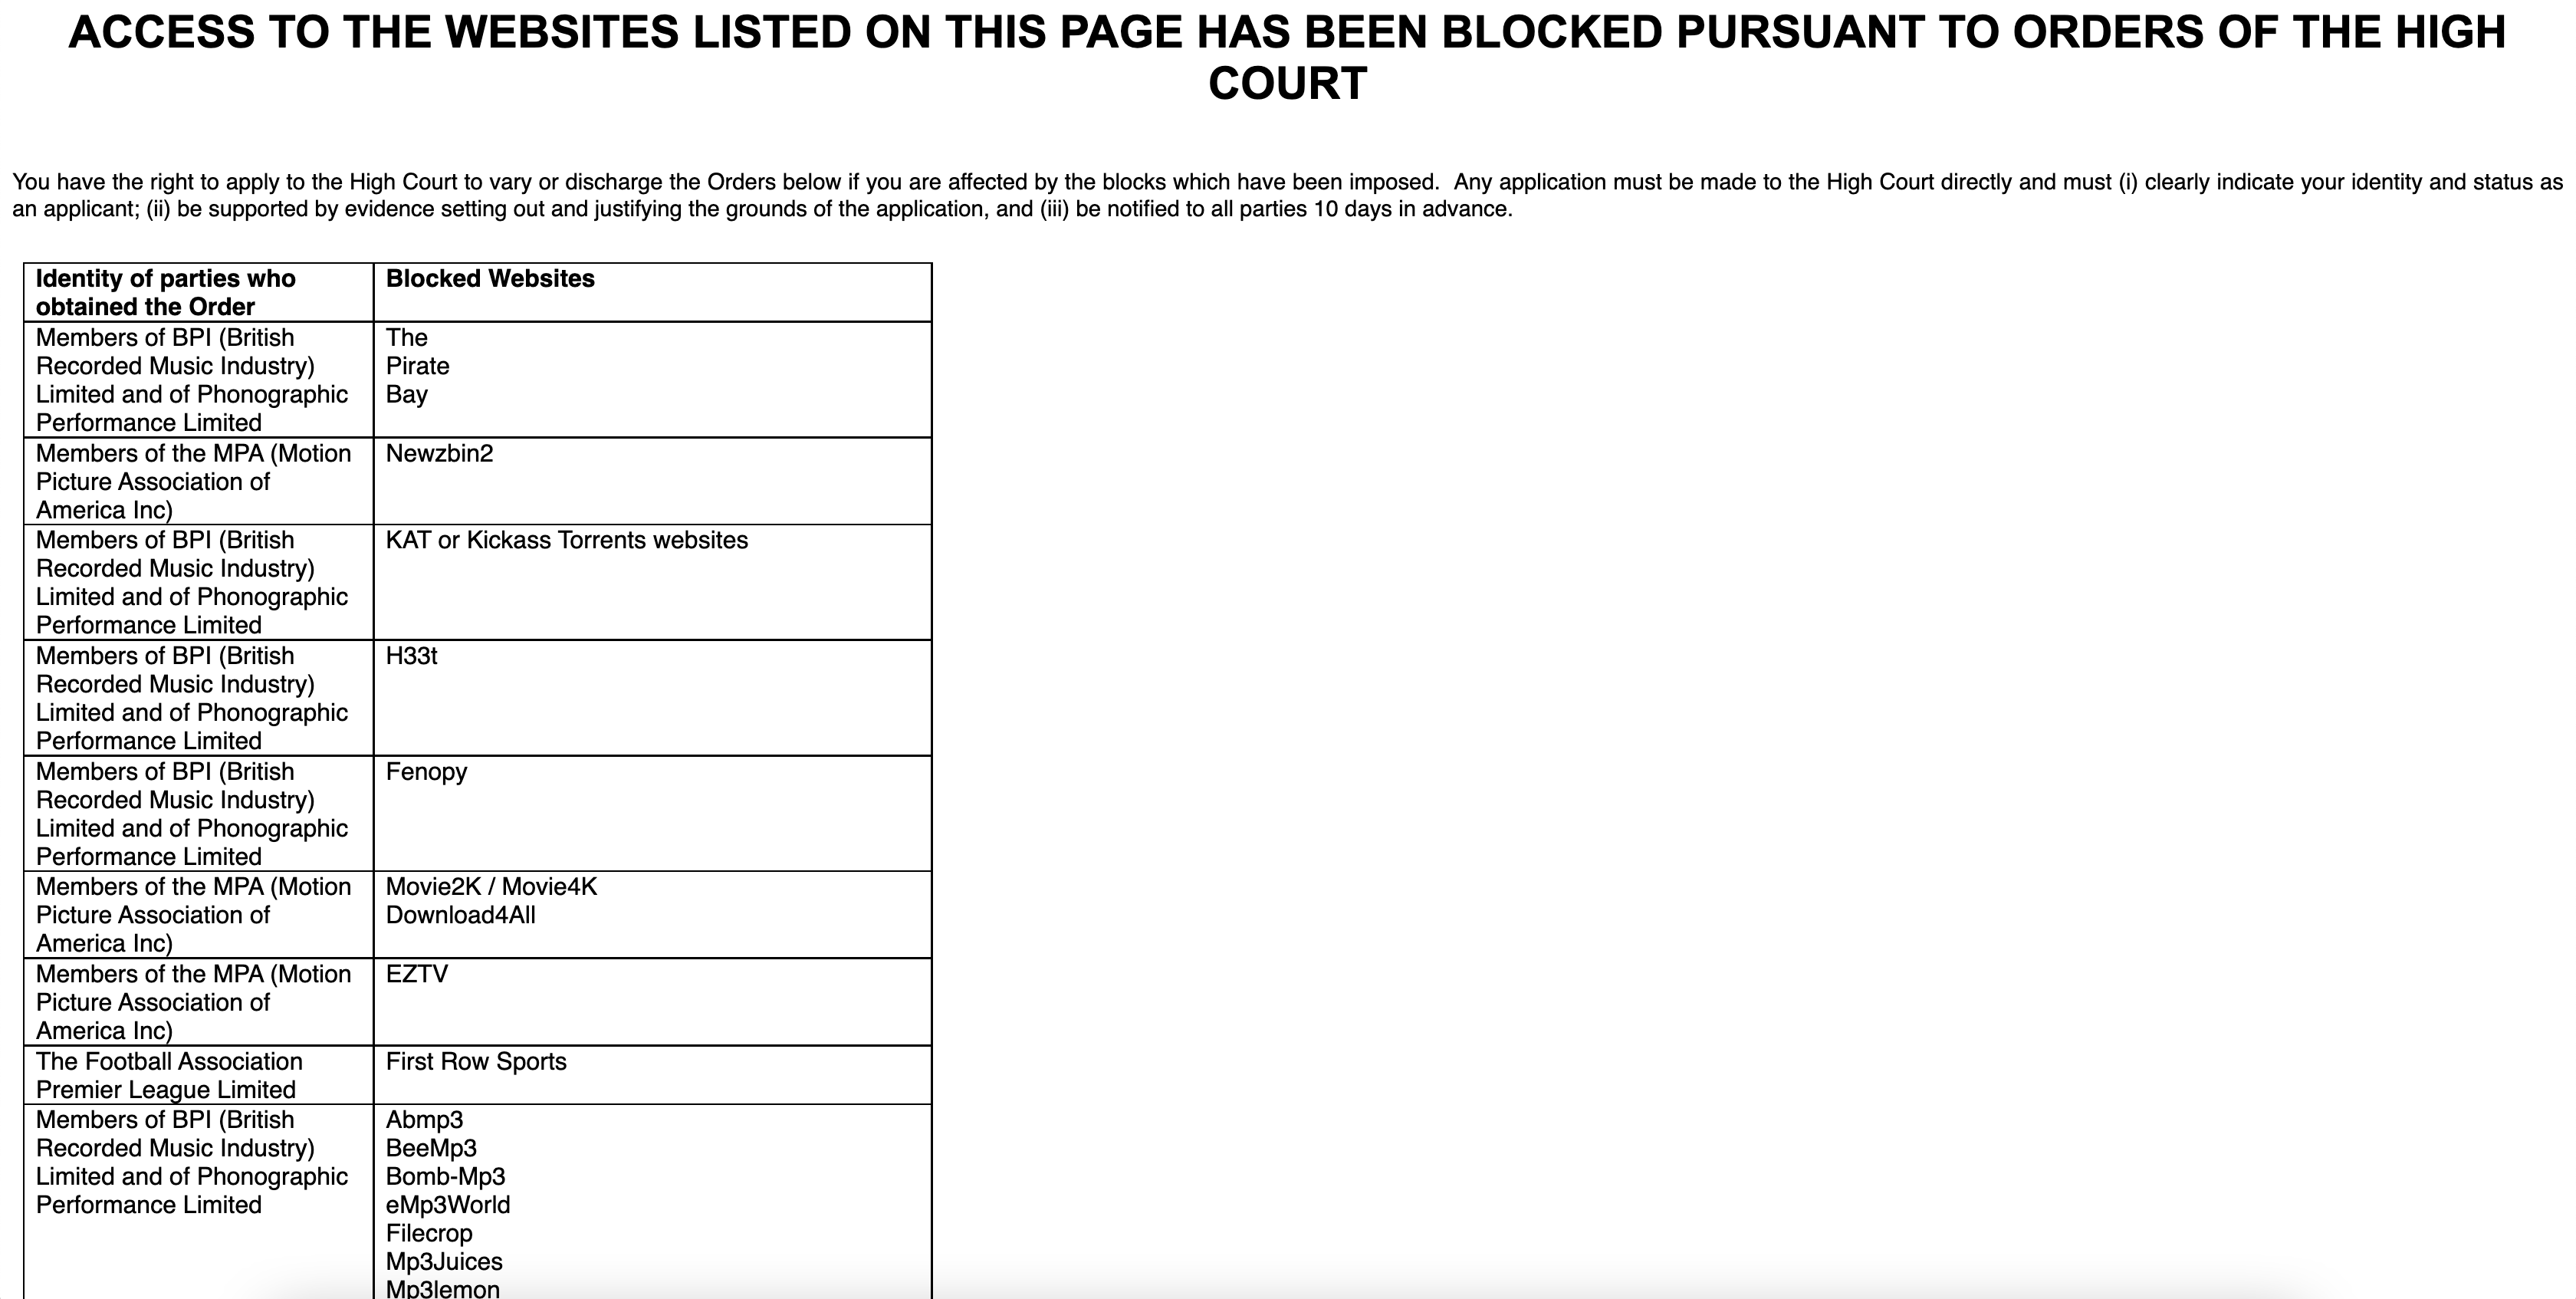 ACCESS TO THE WEBSITES LISTED ON THIS PAGE HAS BEEN BLOCKED PURSUANT TO ORDERS OF THE HIGH
COURT
You have the right to apply to the High Court to vary or discharge the Orders below if you are affected by the blocks which have been imposed.  Any application must be made to the High Court directly and must (i) clearly indicate your identity and status as
an applicant; (ii) be supported by evidence setting out and justifying the grounds of the application, and (iii) be notified to all parties 10 days in advance.
Identity of parties who
obtained the Order
Blocked Websites
Members of BPI (British
Recorded Music Industry)
Limited and of Phonographic
Performance Limited
The
Pirate
Bay
Members of the MPA (Motion
Picture Association of
America Inc)
Newzbin2
Members of BPI (British
Recorded Music Industry)
Limited and of Phonographic
Performance Limited
KAT or Kickass Torrents websites
Members of BPI (British
Recorded Music Industry)
Limited and of Phonographic
Performance Limited
H33t
Members of BPI (British
Recorded Music Industry)
Limited and of Phonographic
Performance Limited
Fenopy
Members of the MPA (Motion
Picture Association of
America Inc)
Movie2K / Movie4K
Download4All
Members of the MPA (Motion
Picture Association of
America Inc)
EZTV
The Football Association
Premier League Limited
First Row Sports
Members of BPI (British
Recorded Music Industry)
Limited and of Phonographic
Performance Limited
Abmp3
BeeMp3
Bomb-Mp3
eMp3World
Filecrop
Mp3Juices
Mp3lemon